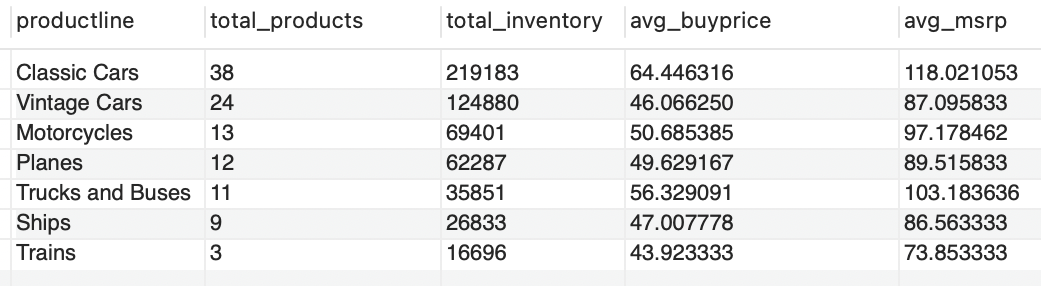 productline total_products total_inventory avg_buyprice avg_msrp
Classic Cars 38 219183 64.446316 118.021053
Vintage Cars 24 124880 46.066250 87.095833
Motorcycles 13 69401 50.685385 97.178462
Planes 12 62287 49.629167 89.515833
Trucks and Buses 11 35851 56.329091 103.183636
Ships 9 26833 47.007778 86.563333
Trains 3 16696 43.923333 73.853333